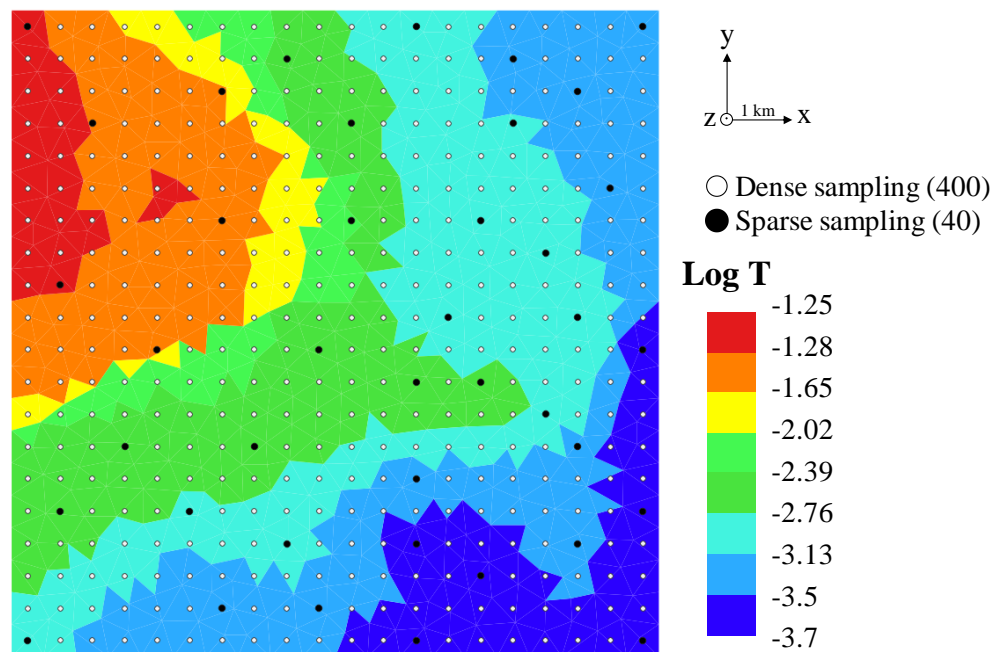 y
z 1 km x
Dense sampling (400)
Sparse sampling (40)
Log T
-1.25
-1.28
-1.65
-2.02
-2.39
-2.76
-3.13
-3.5
-3.7